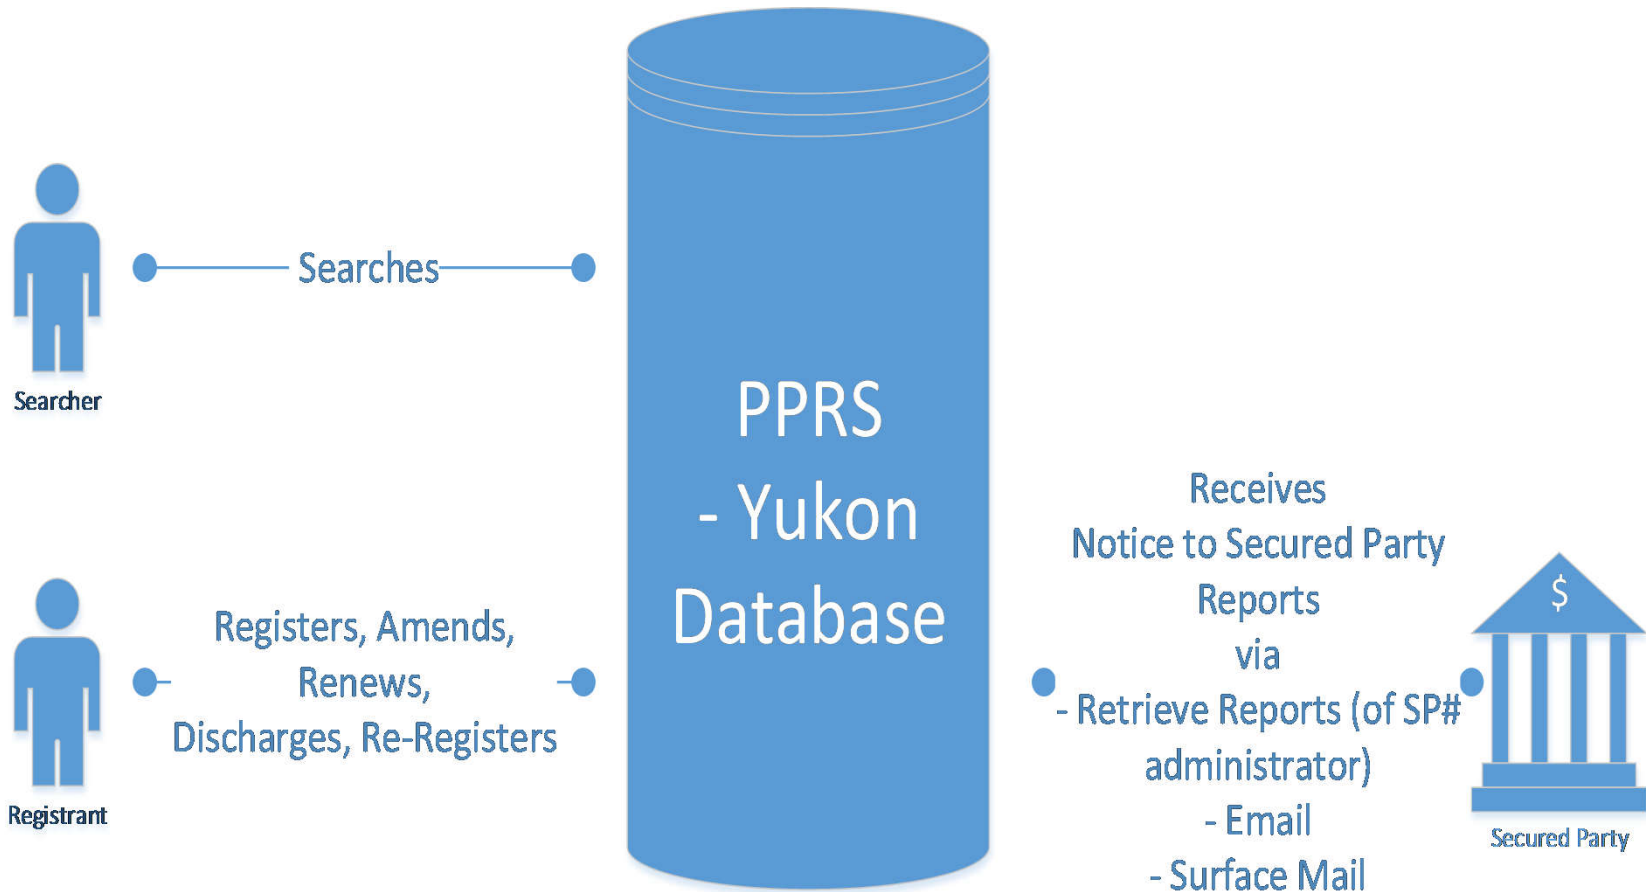 Searches
Searcher
Registers, Amends,
Renews,
Discharges, Re-Registers
Registrant
PPRS
- Yukon
Database
Receives
Notice to Secured Party
Reports
via
- Retrieve Reports (of SP#
administrator)
- Email
- Surface Mail
$
Secured Party